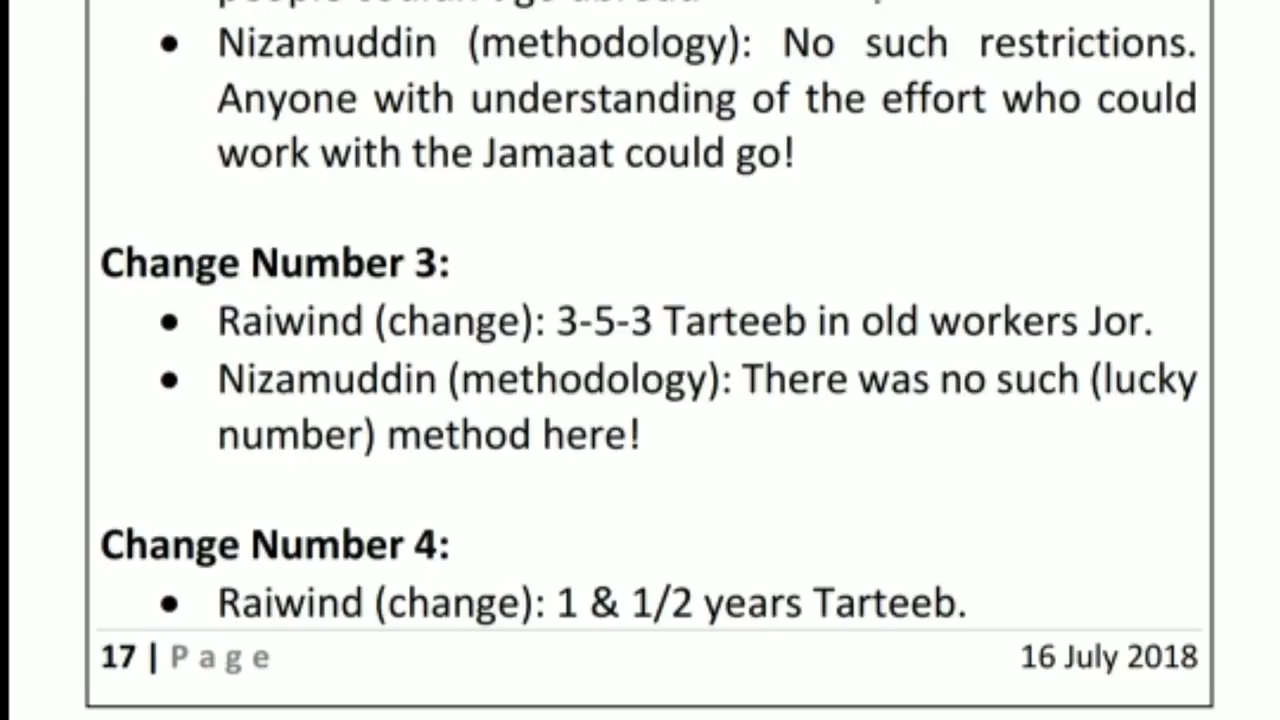 • Nizamuddin (methodology): No such restrictions.
Anyone with understanding of the effort who could
work with the Jamaat could go!
Change Number 3:
• Raiwind (change): 3-5-3 Tarteeb in old workers Jor.
• Nizamuddin (methodology): There was no such (lucky
number) method here!
Change Number 4:
• Raiwind (change): 1 & 1/2 years Tarteeb.
17 | Page
16 July 2018